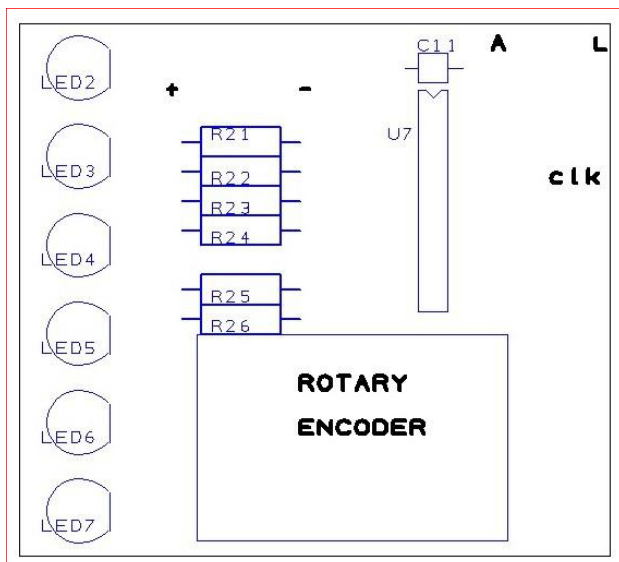 C11 A L
LED2
+ -
R21
U7
LED3
R22
clk
R23
R24
LED4
R25
R26
LED5
ROTARY
ENCODER
LED6
LED7